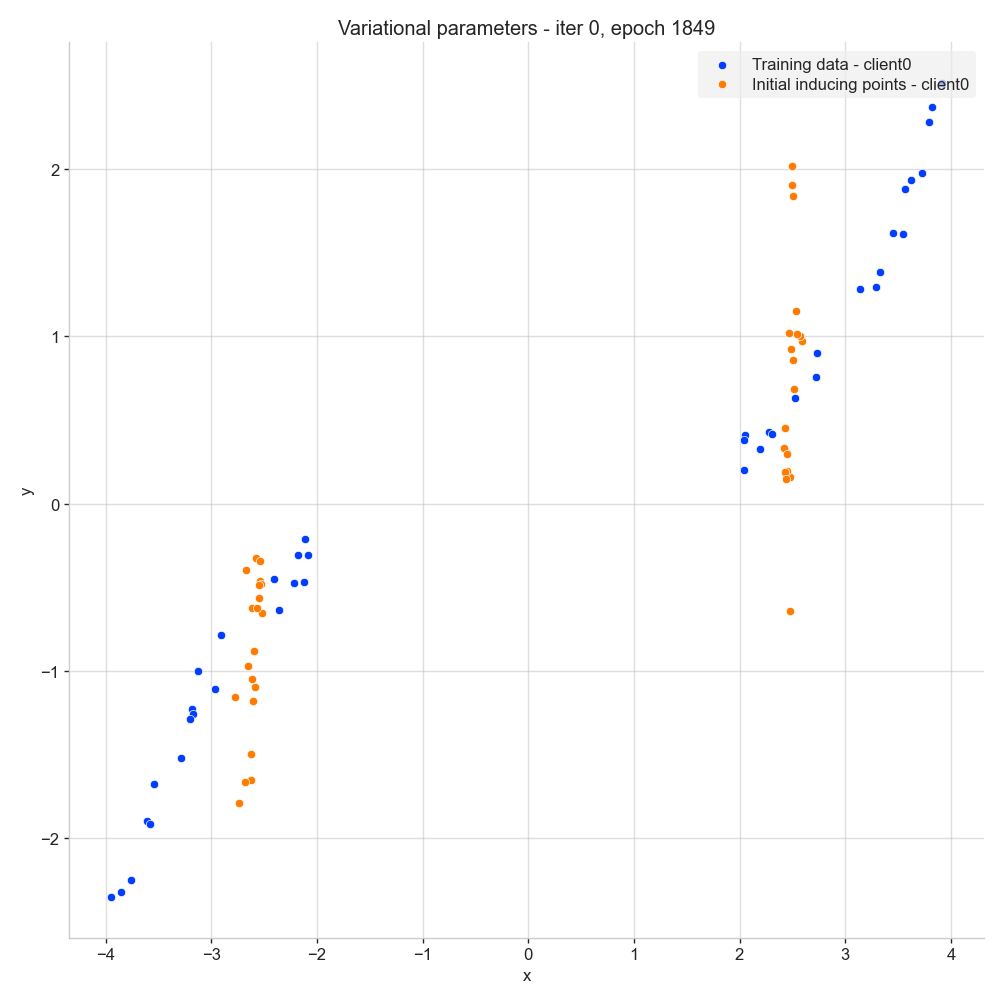 Variational parameters - iter 0, epoch 1849
Training data - client0
Initial inducing points - client0
2
1
0
−1
−2
y
−4
−3
−2
−1
0
1
2
3
4
x